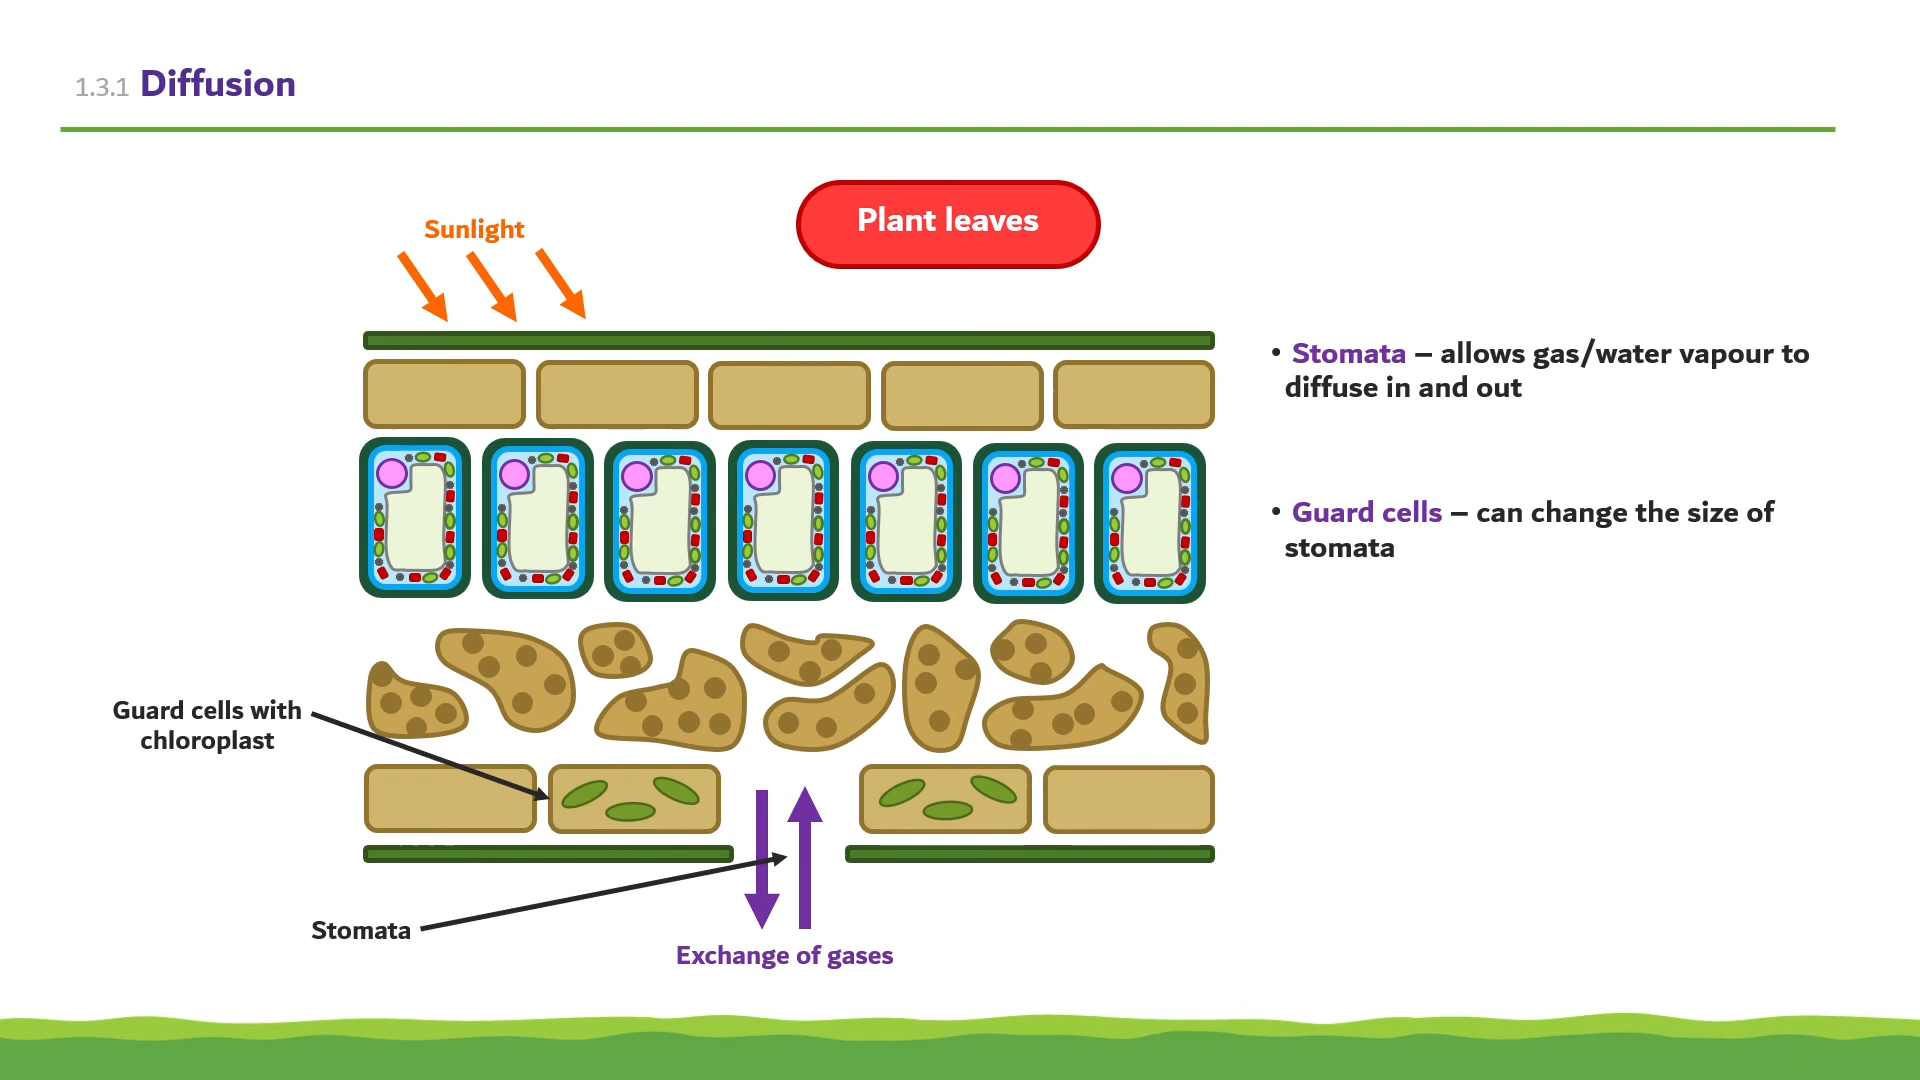 1.3.1 Diffusion
Plant leaves
Sunlight
• Stomata – allows gas/water vapour to
diffuse in and out
• Guard cells – can change the size of
stomata
Guard cells with
chloroplast
Stomata
Exchange of gases